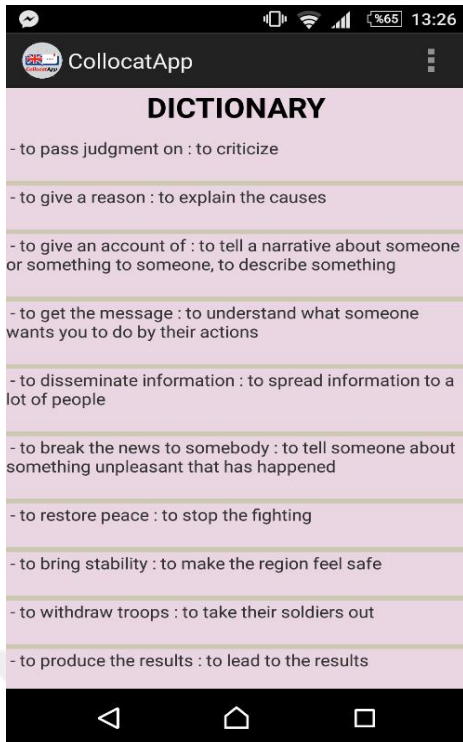 %65 13:26
CollocatApp
DICTIONARY
- to pass judgment on : to criticize
- to give a reason : to explain the causes
- to give an account of : to tell a narrative about someone
or something to someone, to describe something
- to get the message : to understand what someone
wants you to do by their actions
- to disseminate information : to spread information to a
lot of people
- to break the news to somebody : to tell someone about
something unpleasant that has happened
- to restore peace : to stop the fighting
- to bring stability : to make the region feel safe
- to withdraw troops : to take their soldiers out
- to produce the results : to lead to the results